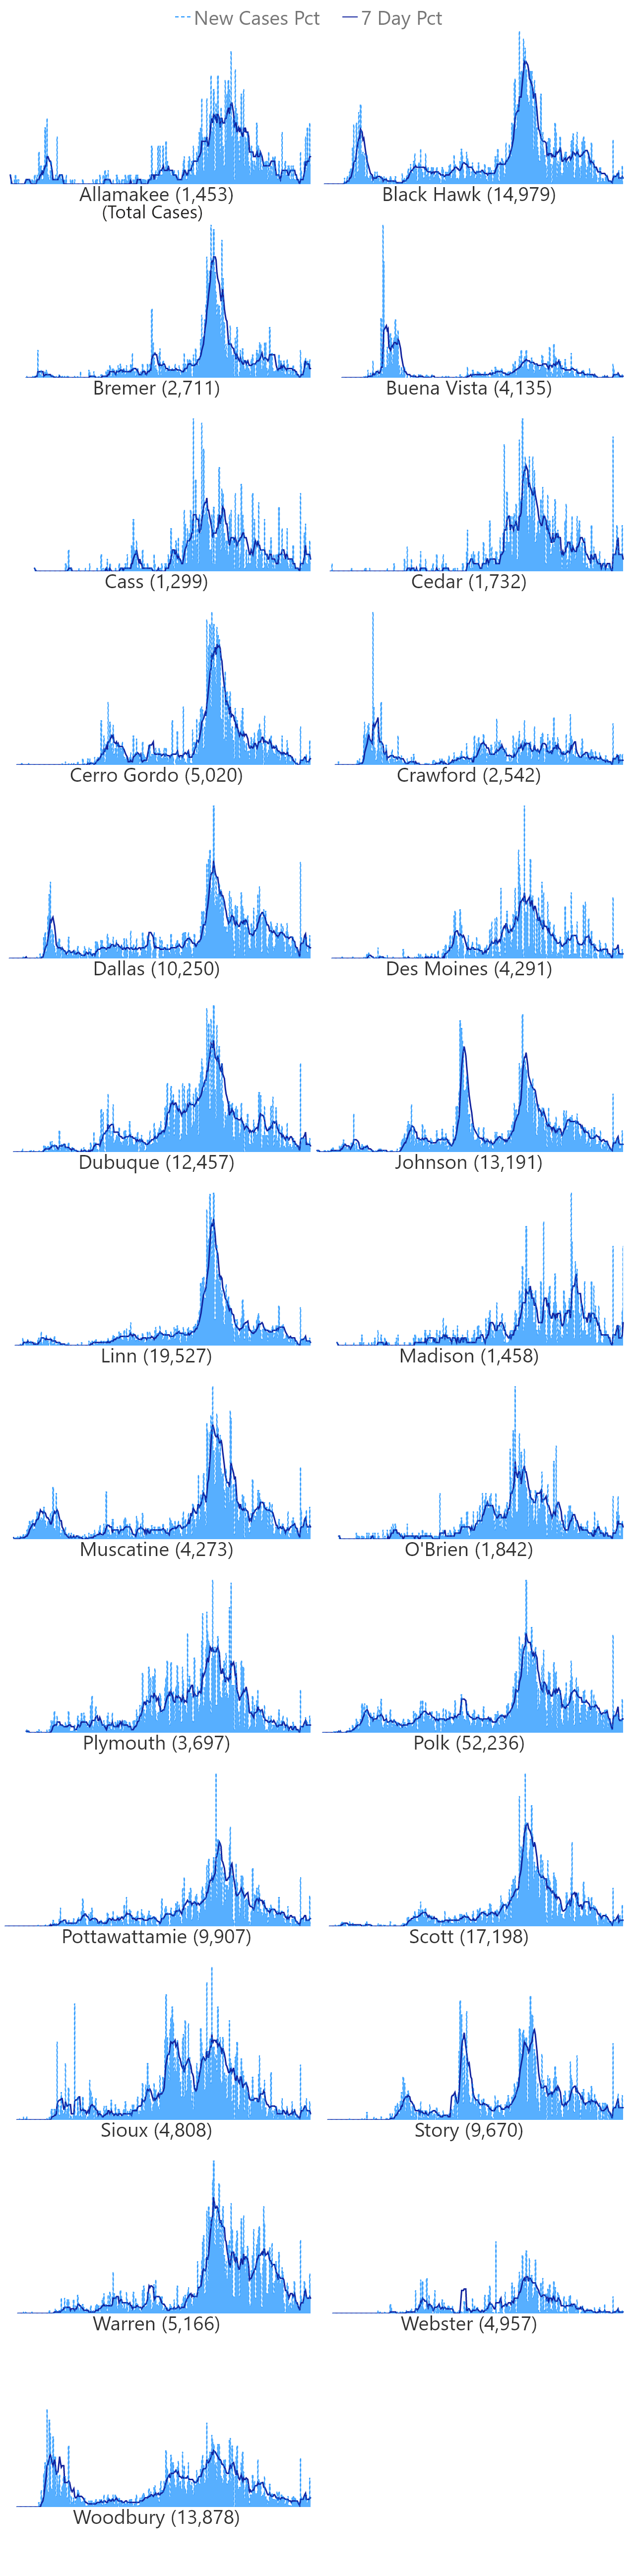 New Cases Pct 7 Day Pct
Allamakee (1,453)
(Total Cases)
Black Hawk (14,979)
Bremer (2,711)
Buena Vista (4,135)
Cass (1,299)
Cedar (1,732)
Cerro Gordo (5,020)
Crawford (2,542)
Dallas (10,250)
Des Moines (4,291)
Dubuque (12,457)
Johnson (13,191)
Linn (19,527)
Madison (1,458)
Muscatine (4,273)
O'Brien (1,842)
Plymouth (3,697)
Polk (52,236)
Pottawattamie (9,907)
Scott (17,198)
Sioux (4,808)
Story (9,670)
Warren (5,166)
Webster (4,957)
Woodbury (13,878)